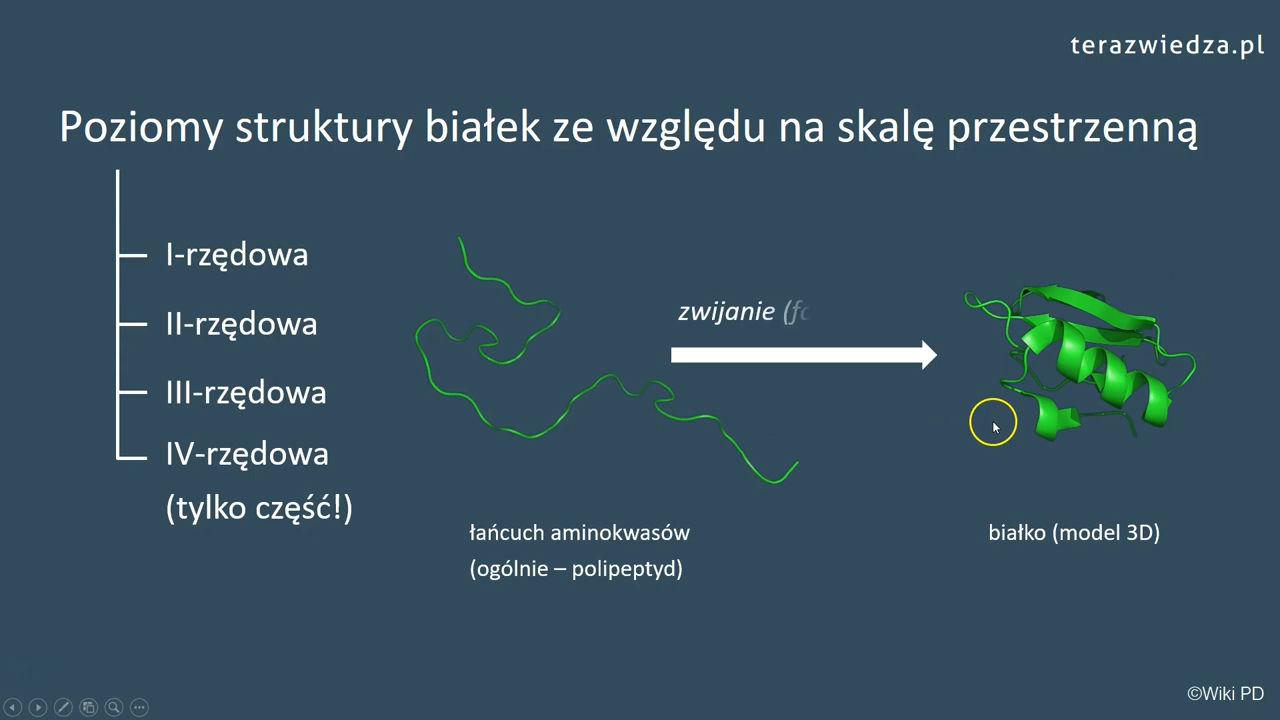 terazwiedza.pl
Poziomy struktury białek ze względu na skalę przestrzenną
I-rzędowa
II-rzędowa
III-rzędowa
IV-rzędowa
(tylko część!)
zwijanie (fo
łańcuch aminokwasów
(ogólnie – polipeptyd)
białko (model 3D)
©Wiki PD